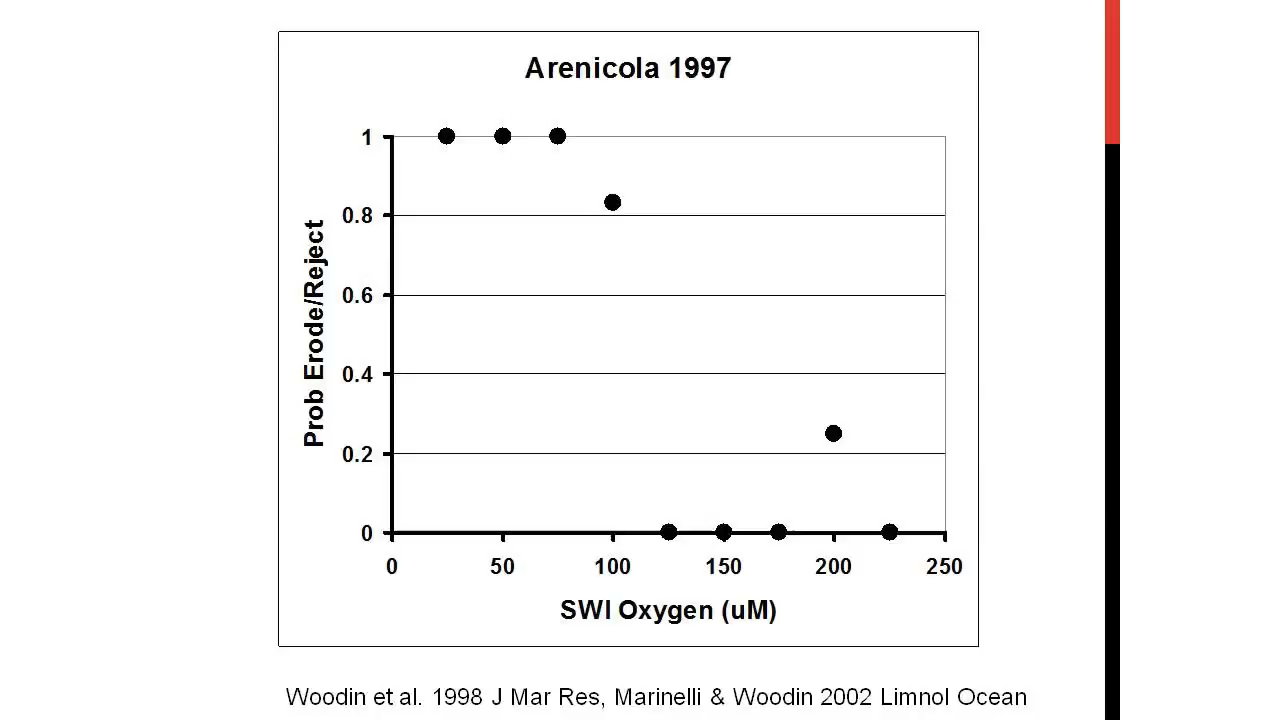 Arenicola 1997
Prob Erode/Reject
1
0.8
0.6
0.4
0.2
0
0 50 100 150 200 250
SWI Oxygen (uM)
Woodin et al. 1998 J Mar Res, Marinelli & Woodin 2002 Limnol Ocean